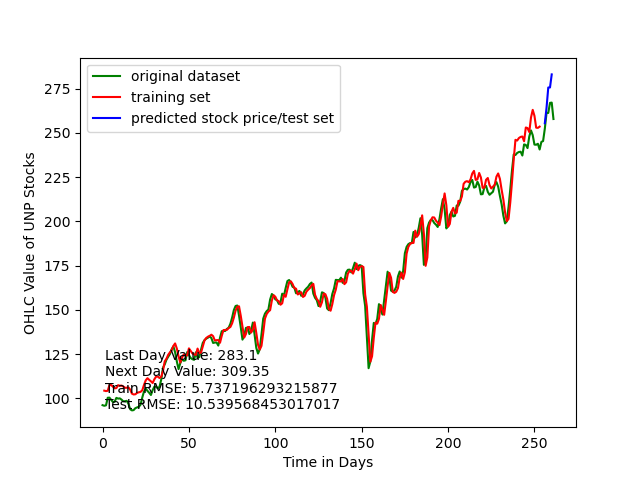 original dataset
training set
predicted stock price/test set
275
250
225
200
175
150
125
100
OHLC Value of UNP Stocks
Last Day Value: 283.1
Next Day Value: 309.35
Train RMSE: 5.737196293215877
Test RMSE: 10.539568453017017
0 50 100 150 200 250
Time in Days